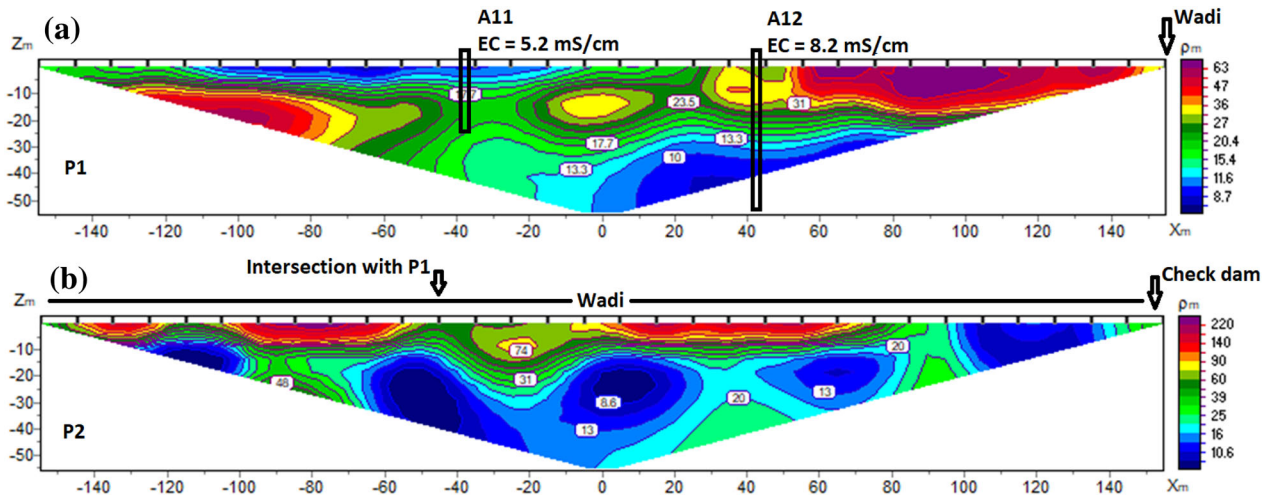 (a)
A11
EC = 5.2 mS/cm
A12
EC = 8.2 mS/cm
Wadi
Zm
ρm
-10
-20
-30
-40
-50
P1
17.7
23.5
31
17.7
13.3
13.3
10
63
47
36
27
20.4
15.4
11.6
8.7
-140 -120 -100 -80 -60 -40 -20 0 20 40 60 80 100 120 140 Xm
(b)
Intersection with P1
Wadi
Check dam
Zm
ρm
-10
-20
-30
-40
-50
P2
74
20
48
31
8.6
13
20
13
220
140
90
60
39
25
16
10.6
-140 -120 -100 -80 -60 -40 -20 0 20 40 60 80 100 120 140 Xm